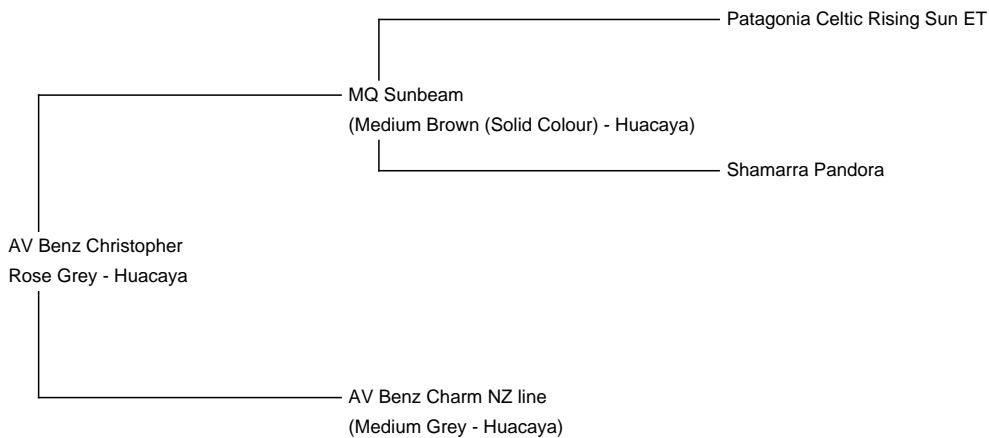 Patagonia Celtic Rising Sun ET
MQ Sunbeam
(Medium Brown (Solid Colour) - Huacaya)
Shamarra Pandora
AV Benz Christopher
Rose Grey - Huacaya
AV Benz Charm NZ line
(Medium Grey - Huacaya)